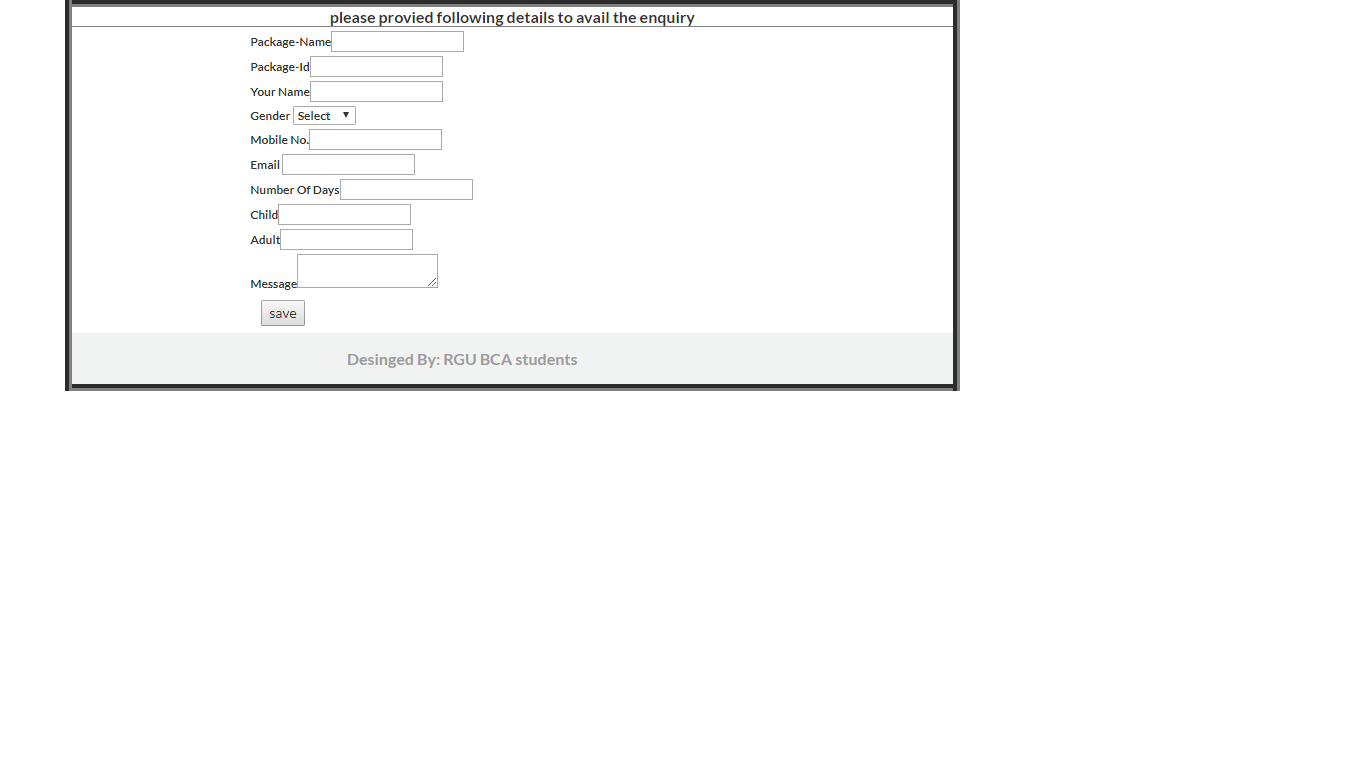 please provied following details to avail the enquiry
Package-Name
Package-Id
Your Name
Gender Select
Mobile No.
Email
Number Of Days
Child
Adult
Message
save
Desinged By: RGU BCA students